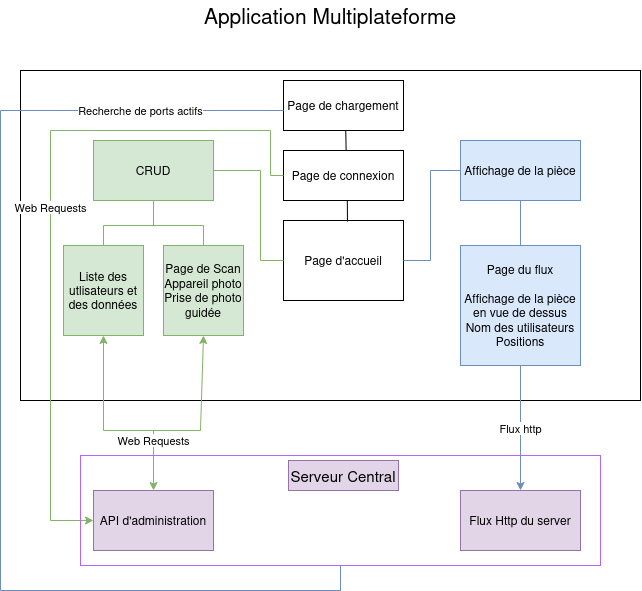 Application Multiplateforme
Page de chargement
Recherche de ports actifs
CRUD
Page de connexion
Affichage de la pièce
Web Requests
Page d'accueil
Liste des
utlisateurs et
des données
Page de Scan
Appareil photo
Prise de photo
guidée
Page du flux
Affichage de la pièce
en vue de dessus
Nom des utilisateurs
Positions
Web Requests
Flux http
Serveur Central
API d'administration
Flux Http du server